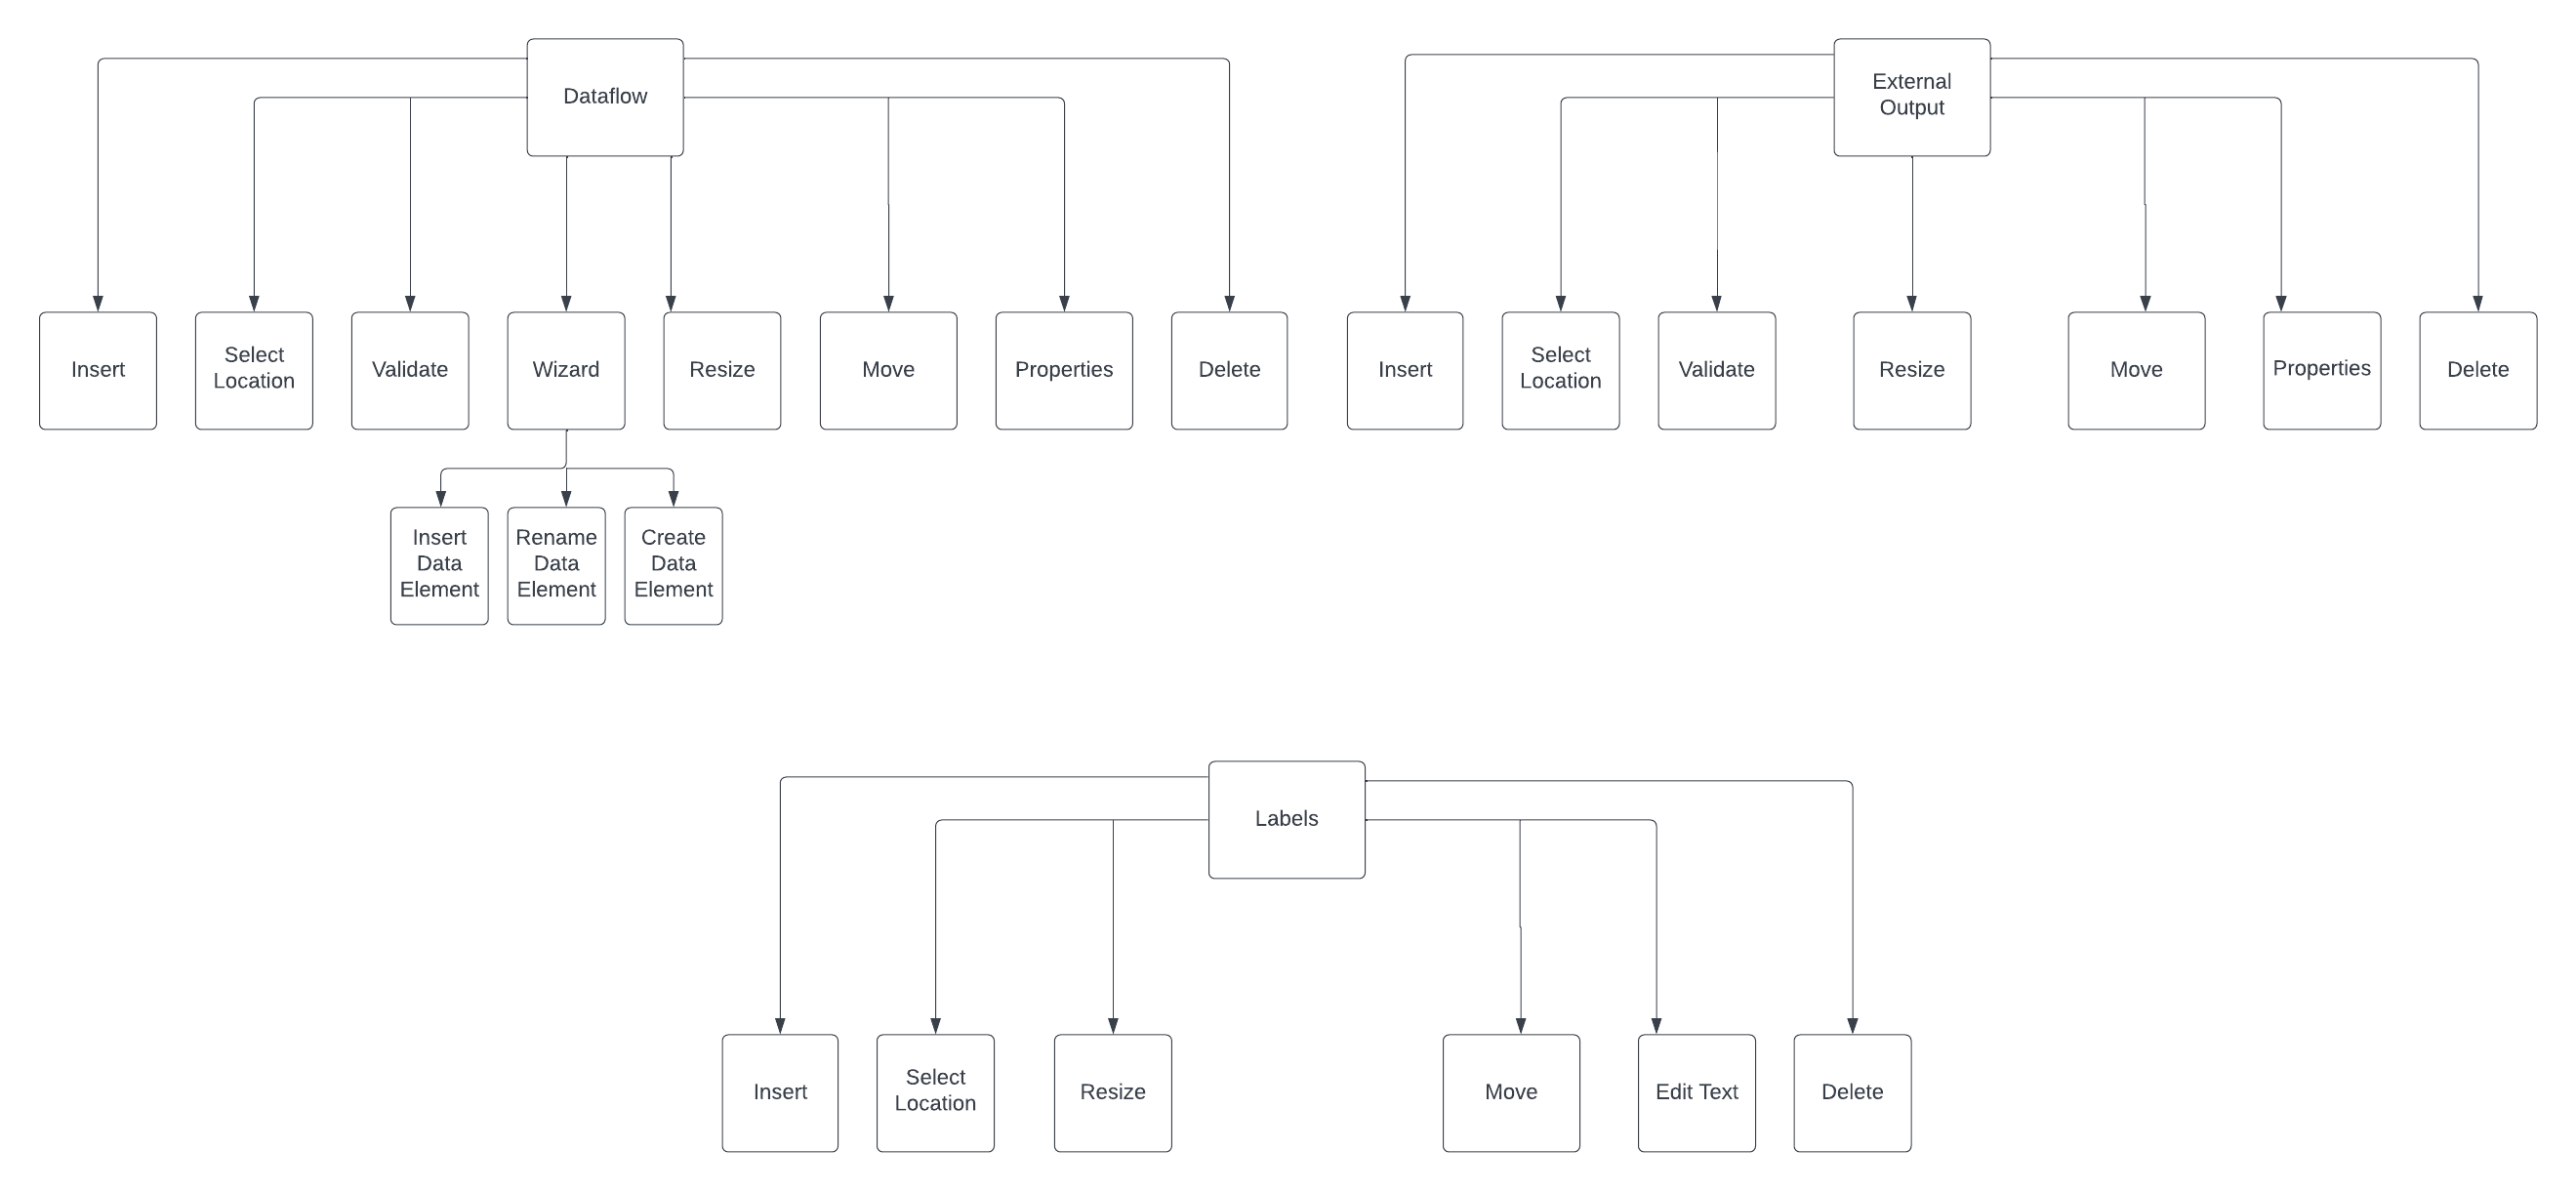 Dataflow
External
Output
Insert
Select
Location
Validate
Wizard
Resize
Move
Properties
Delete
Insert
Select
Location
Validate
Resize
Move
Properties
Delete
Insert
Data
Element
Rename
Data
Element
Create
Data
Element
Labels
Insert
Select
Location
Resize
Move
Edit Text
Delete